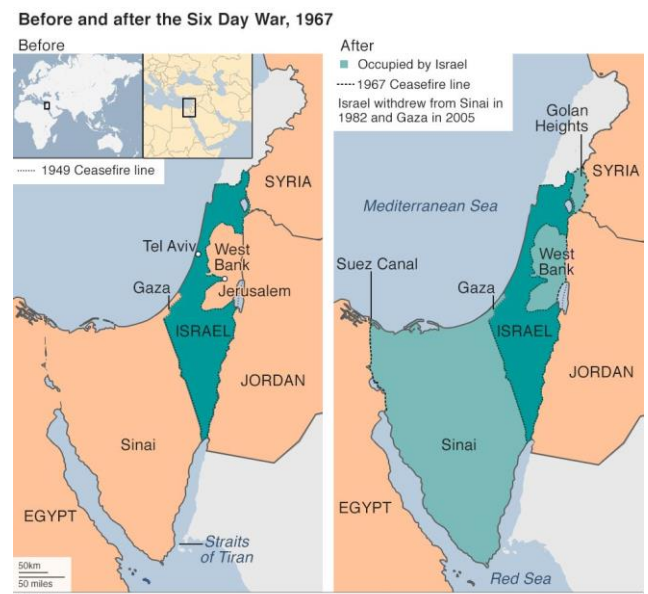 Before and after the Six Day War, 1967
Before
1949 Ceasefire line
SYRIA
Tel Aviv
West
Bank
Gaza
Jerusalem
ISRAEL
JORDAN
Sinai
EGYPT
Straits
of Tiran
50km
50 miles
After
Occupied by Israel
1967 Ceasefire line
Israel withdrew from Sinai in
1982 and Gaza in 2005
Golan
Heights
SYRIA
Mediterranean Sea
West
Bank
Suez Canal
Gaza
ISRAEL
JORDAN
Sinai
EGYPT
Red Sea